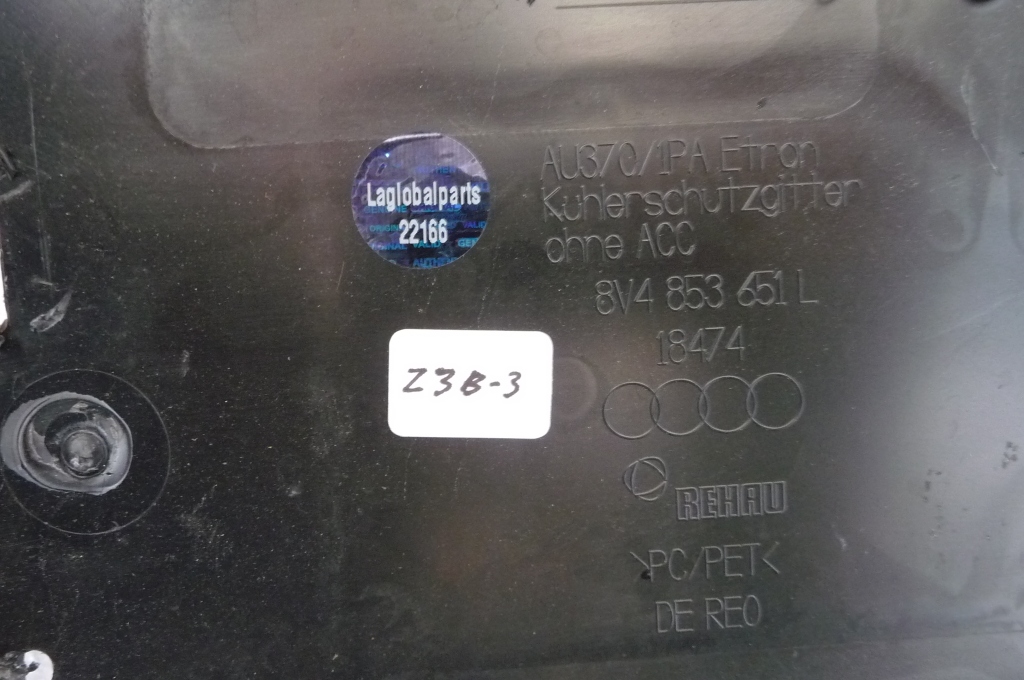 Laglobalparts
22166
AU370/1PA Etron
Kühlerschutzgitter
ohne ACC
8V4 853 651 L
18474
Z3B-3
REHAU
>PC/PET<
DE REO